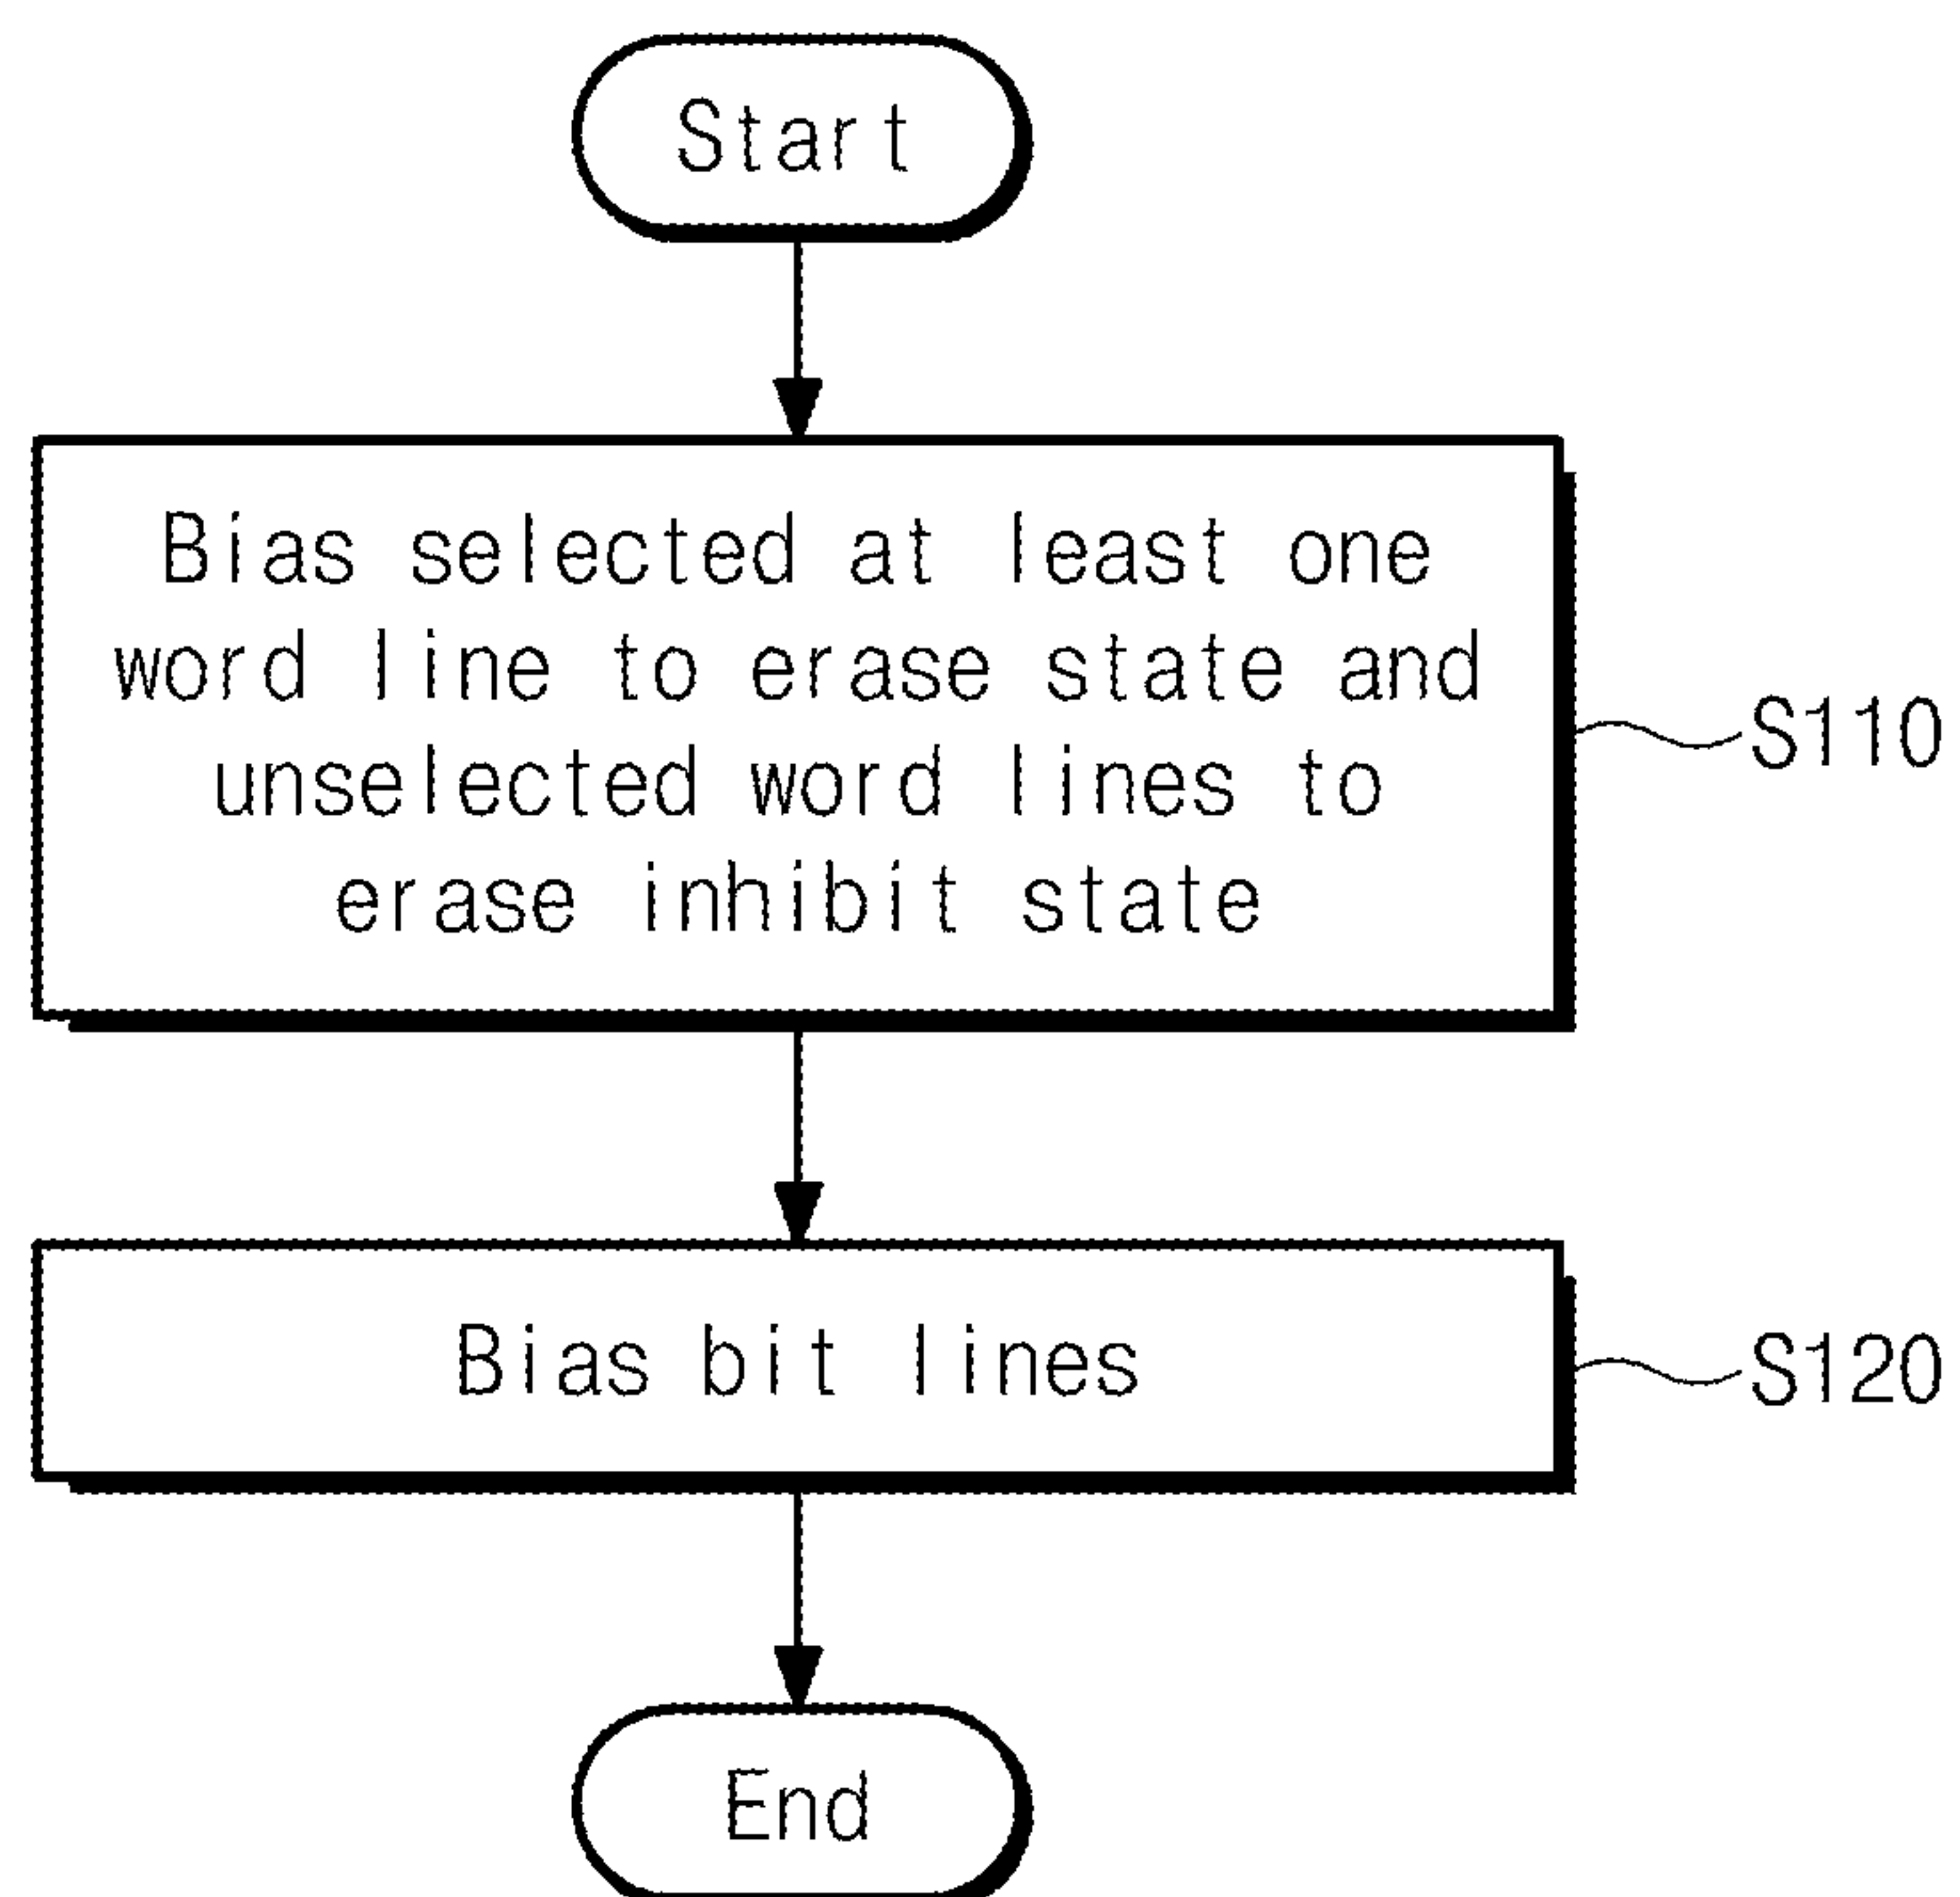 Start
Bias selected at least one
word line to erase state and
unselected word lines to
erase inhibit state
S110
Bias bit lines
S120
End